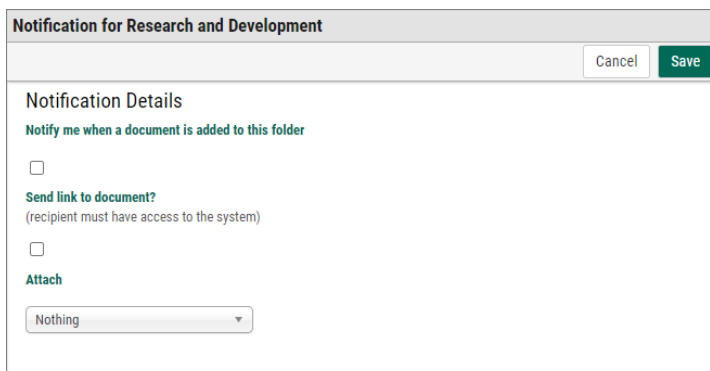 Notification for Research and Development
Cancel
Save
Notification Details
Notify me when a document is added to this folder
Send link to document?
(recipient must have access to the system)
Attach
Nothing